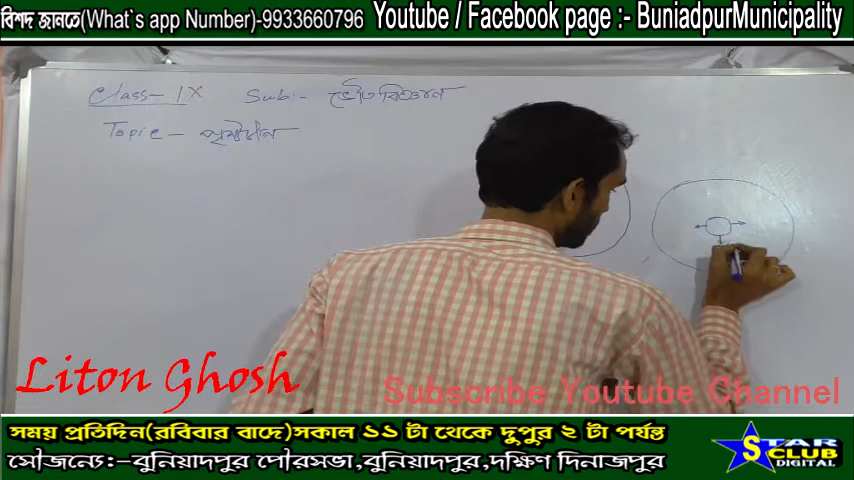 বিশদ জানতে(What`s app Number)-9933660796 Youtube / Facebook page :- BuniadpurMunicipality
Class - IX Sub:- ভৌতবিজ্ঞান
Topic - পৃষ্ঠটান
Liton Ghosh
Subscribe Youtube Channel
সময় প্রতিদিন(রবিবার বাদে)সকাল ১১ টা থেকে দুপুর ২ টা পর্যন্ত
সৌজন্যে:-বুনিয়াদপুর পৌরসভা,বুনিয়াদপুর,দক্ষিণ দিনাজপুর
STAR CLUB DIGITAL